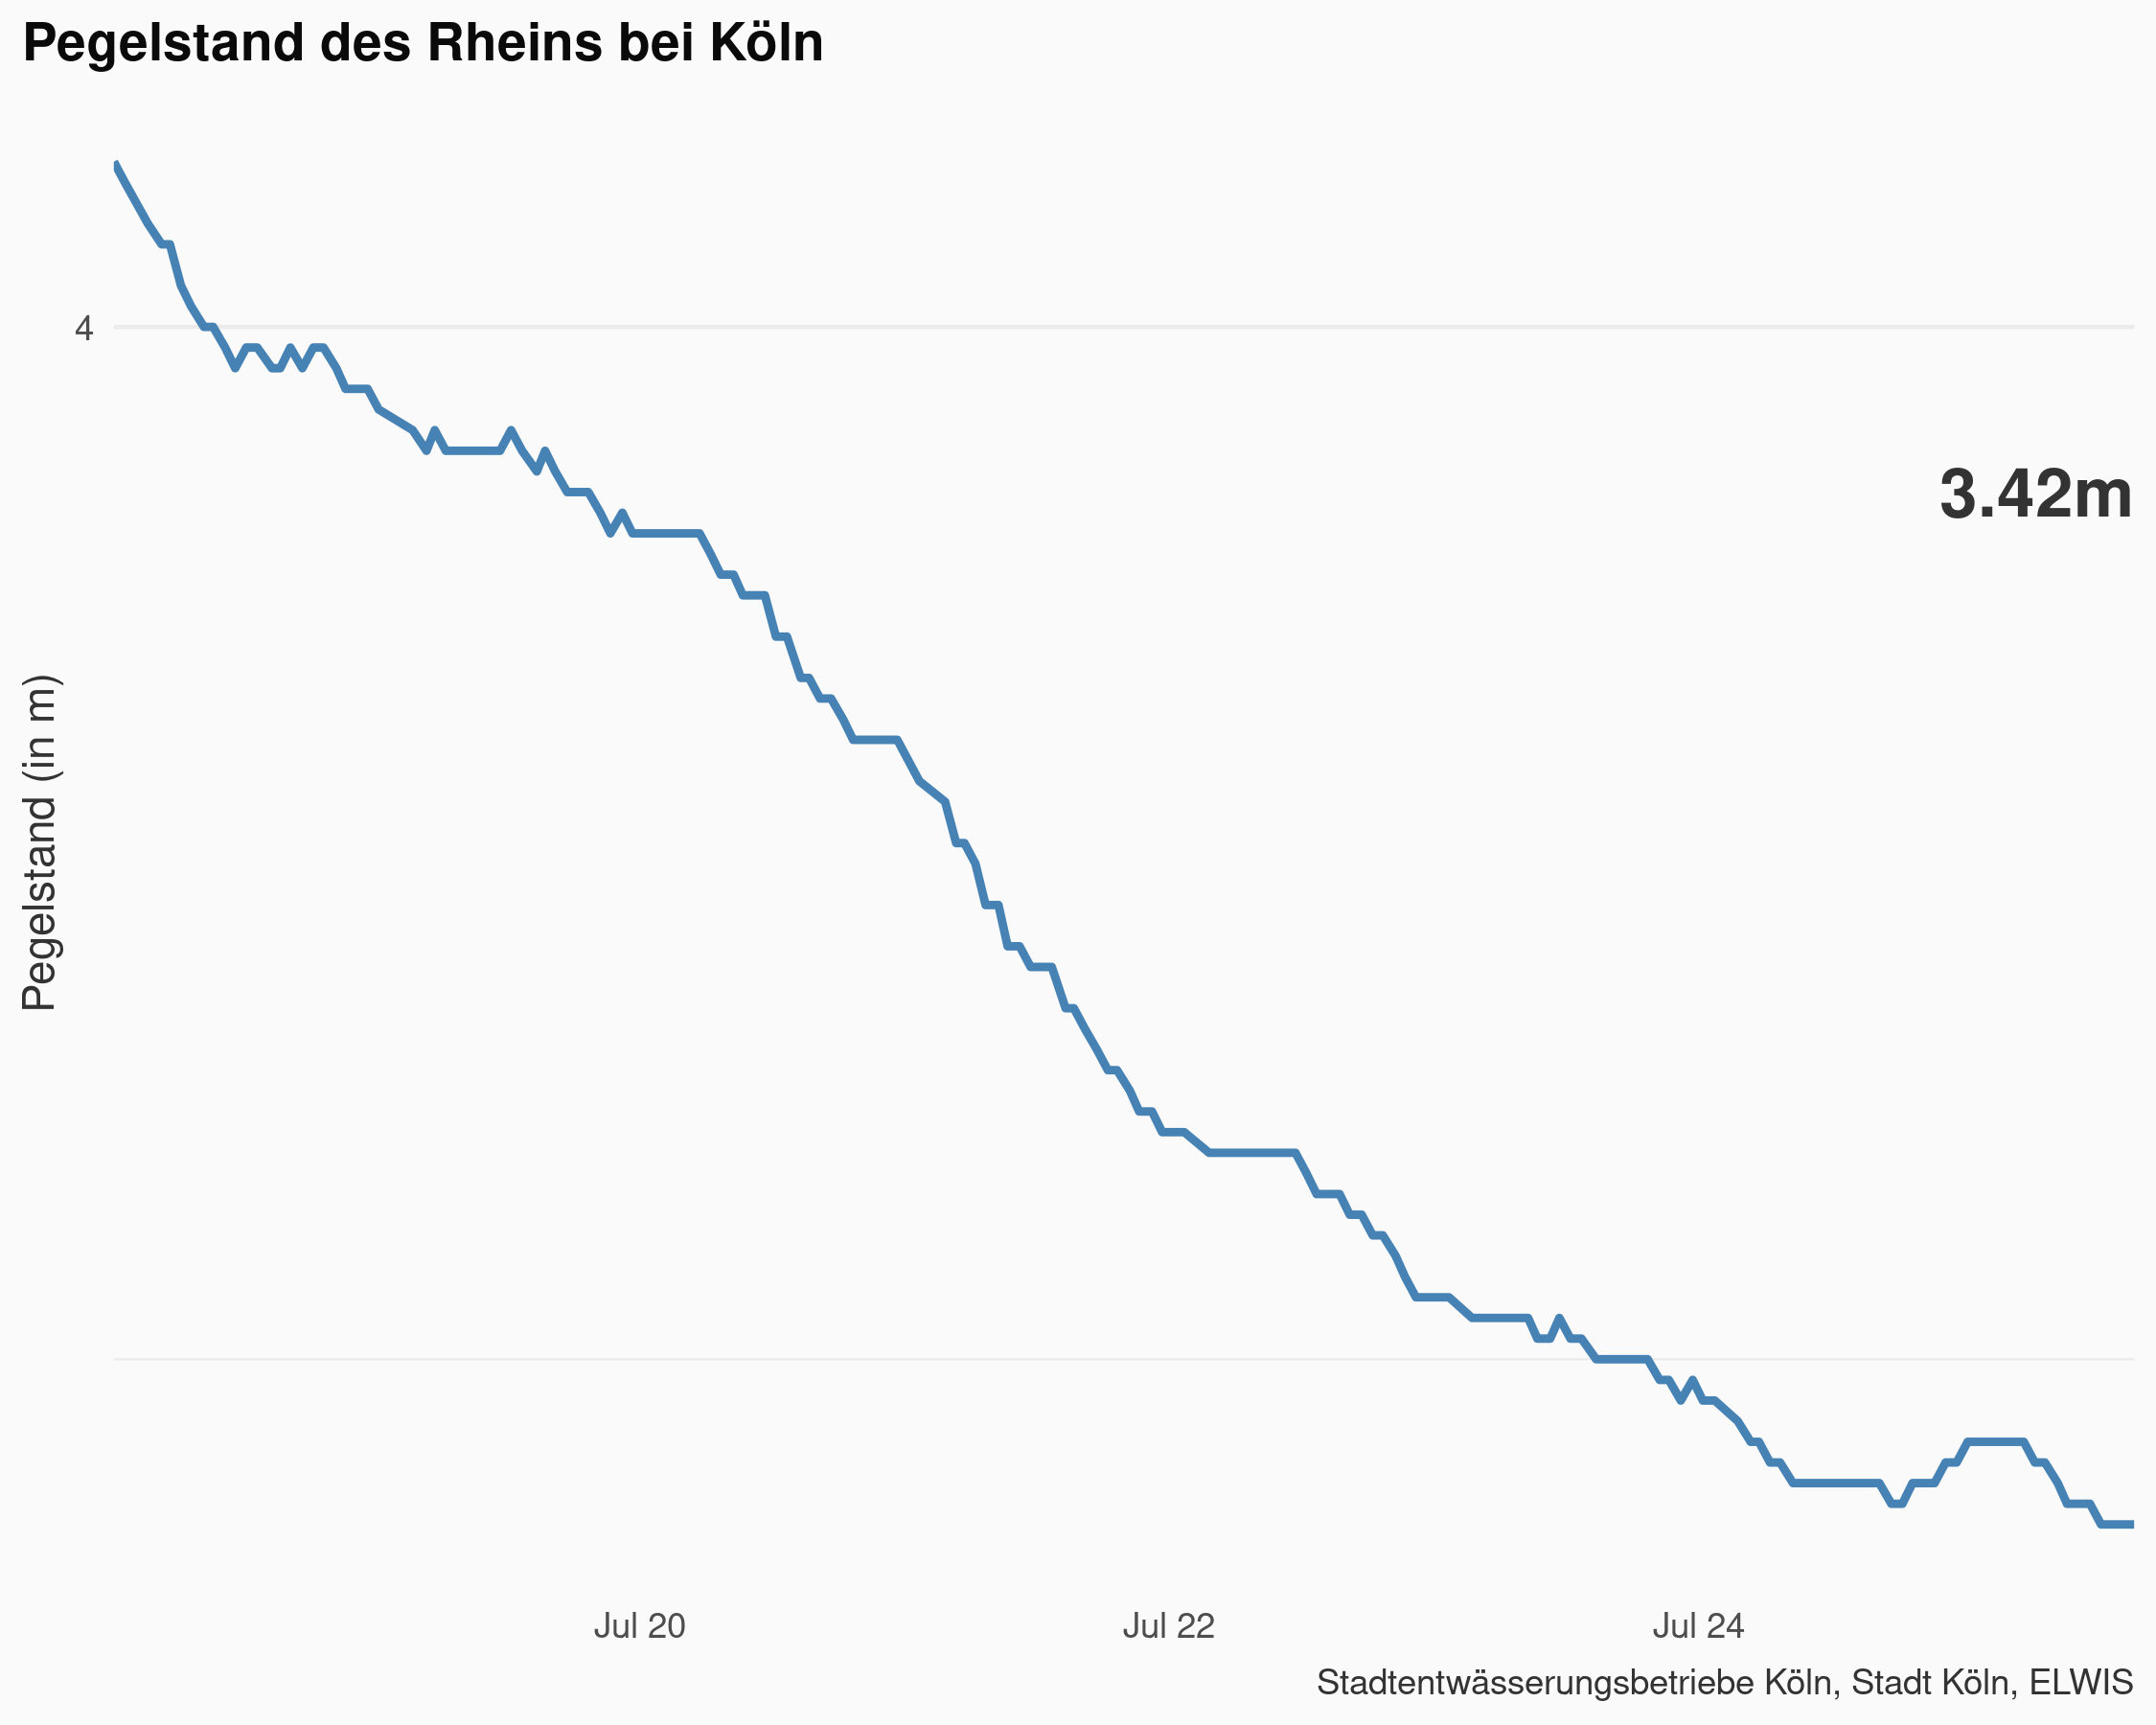 Pegelstand des Rheins bei Köln
4
3.42m
Pegelstand (in m)
Jul 20
Jul 22
Jul 24
Stadtentwässerungsbetriebe Köln, Stadt Köln, ELWIS